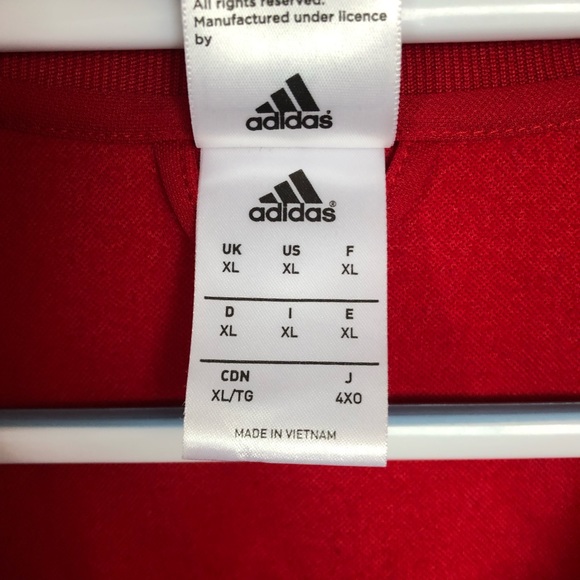 All rights reserved.
Manufactured under licence
by
adidas
adidas®
UK US F
XL XL XL
D I E
XL XL XL
CDN J
XL/TG 4XO
MADE IN VIETNAM